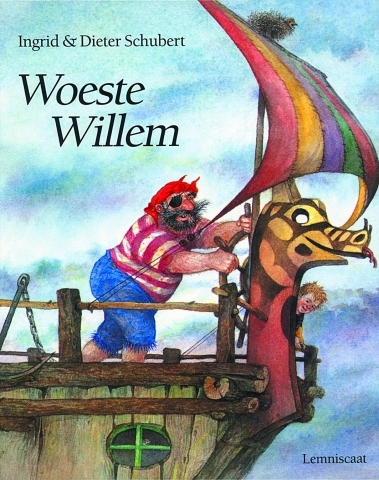 Ingrid & Dieter Schubert
Woeste
Willem
Lemniscaat